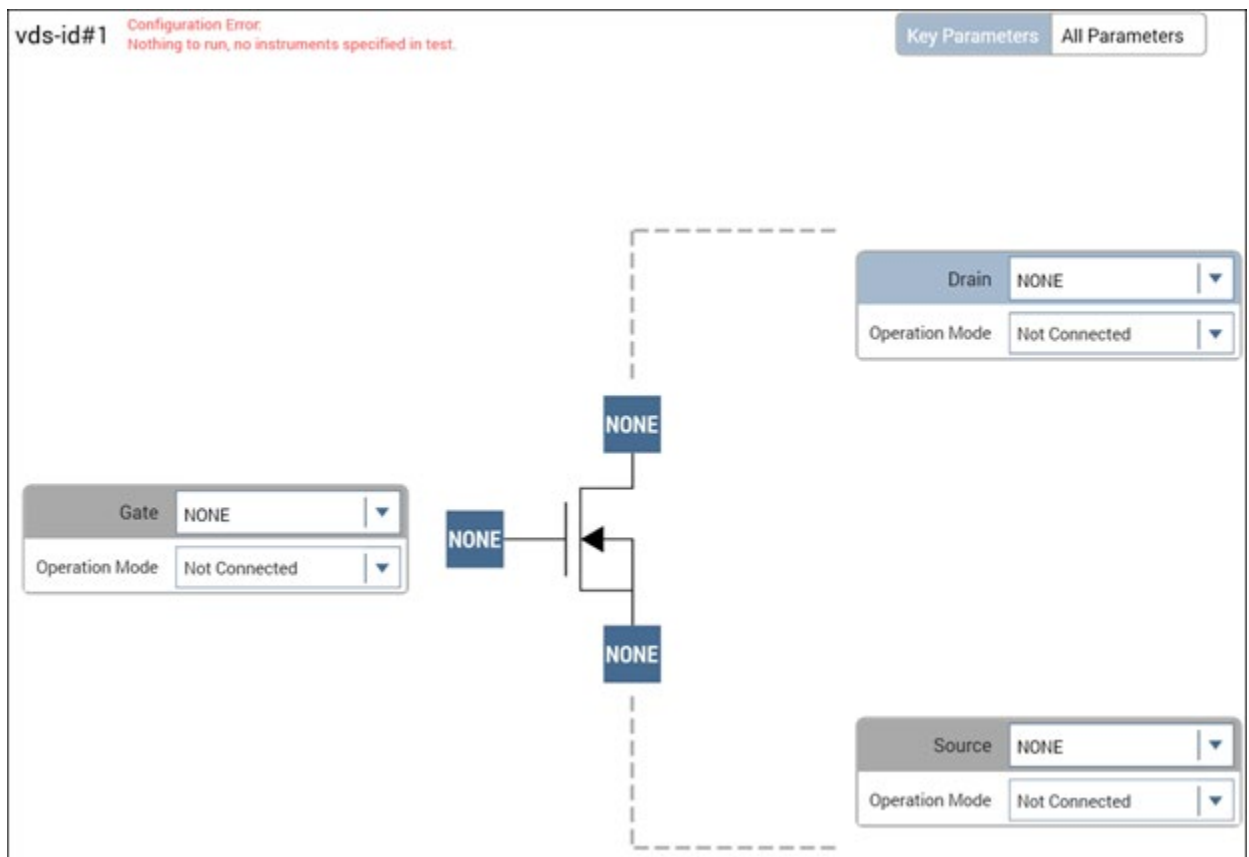 vds-id#1
Configuration Error:
Nothing to run, no instruments specified in test.
Key Parameters
All Parameters
Drain
NONE
Operation Mode
Not Connected
NONE
Gate
NONE
Operation Mode
Not Connected
NONE
NONE
Source
NONE
Operation Mode
Not Connected